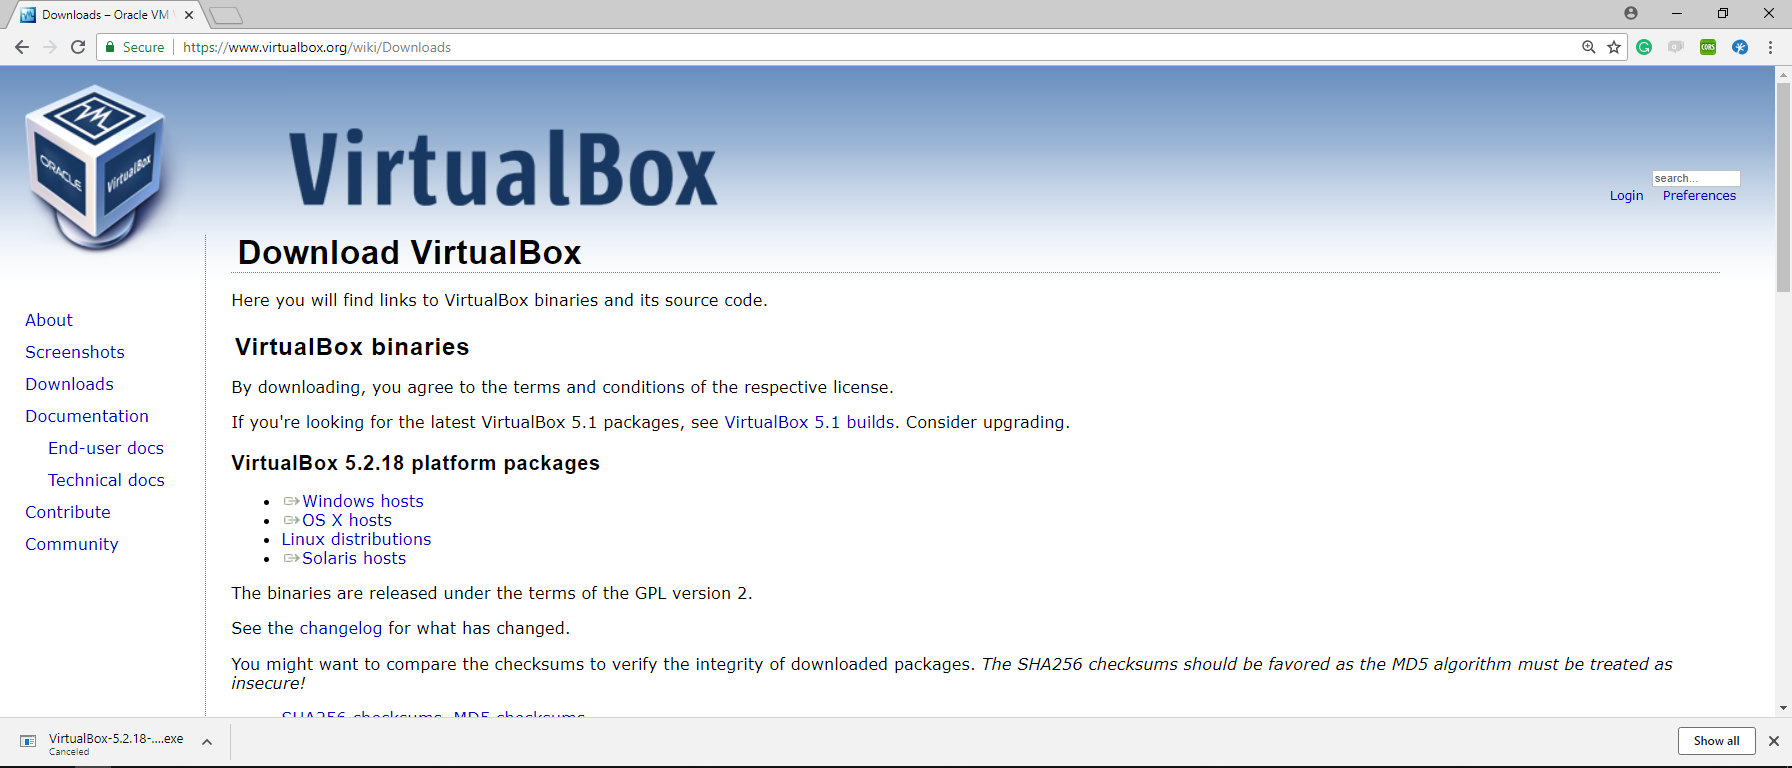 Downloads – Oracle VM
Secure
https://www.virtualbox.org/wiki/Downloads
CORS
ORACLE
VirtualBox
VirtualBox
search...
Login Preferences
Download VirtualBox
Here you will find links to VirtualBox binaries and its source code.
About
Screenshots
Downloads
Documentation
End-user docs
Technical docs
Contribute
Community
VirtualBox binaries
By downloading, you agree to the terms and conditions of the respective license.
If you're looking for the latest VirtualBox 5.1 packages, see VirtualBox 5.1 builds. Consider upgrading.
VirtualBox 5.2.18 platform packages
Windows hosts
OS X hosts
Linux distributions
Solaris hosts
The binaries are released under the terms of the GPL version 2.
See the changelog for what has changed.
You might want to compare the checksums to verify the integrity of downloaded packages. The SHA256 checksums should be favored as the MD5 algorithm must be treated as
insecure!
SHA256 checksums, MD5 checksums
VirtualBox-5.2.18-....exe
Canceled
Show all